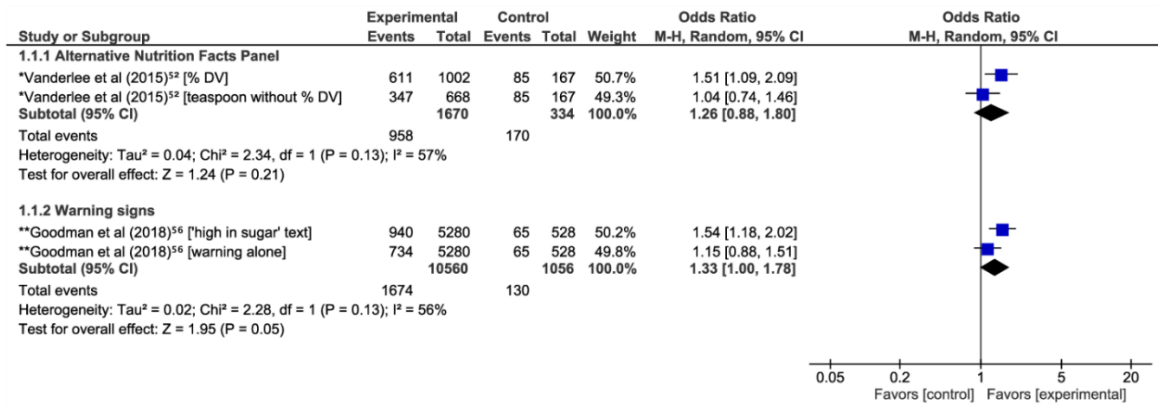 Experimental Control Odds Ratio Odds Ratio
Study or Subgroup Events Total Events Total Weight M-H, Random, 95% CI M-H, Random, 95% CI
1.1.1 Alternative Nutrition Facts Panel
*Vanderlee et al (2015)⁵² [% DV] 611 1002 85 167 50.7% 1.51 [1.09, 2.09]
*Vanderlee et al (2015)⁵² [teaspoon without % DV] 347 668 85 167 49.3% 1.04 [0.74, 1.46]
Subtotal (95% CI) 1670 334 100.0% 1.26 [0.88, 1.80]
Total events 958 170
Heterogeneity: Tau² = 0.04; Chi² = 2.34, df = 1 (P = 0.13); I² = 57%
Test for overall effect: Z = 1.24 (P = 0.21)
1.1.2 Warning signs
**Goodman et al (2018)⁵⁶ ['high in sugar' text] 940 5280 65 528 50.2% 1.54 [1.18, 2.02]
**Goodman et al (2018)⁵⁶ [warning alone] 734 5280 65 528 49.8% 1.15 [0.88, 1.51]
Subtotal (95% CI) 10560 1056 100.0% 1.33 [1.00, 1.78]
Total events 1674 130
Heterogeneity: Tau² = 0.02; Chi² = 2.28, df = 1 (P = 0.13); I² = 56%
Test for overall effect: Z = 1.95 (P = 0.05)
0.05 0.2 1 5 20
Favors [control] Favors [experimental]